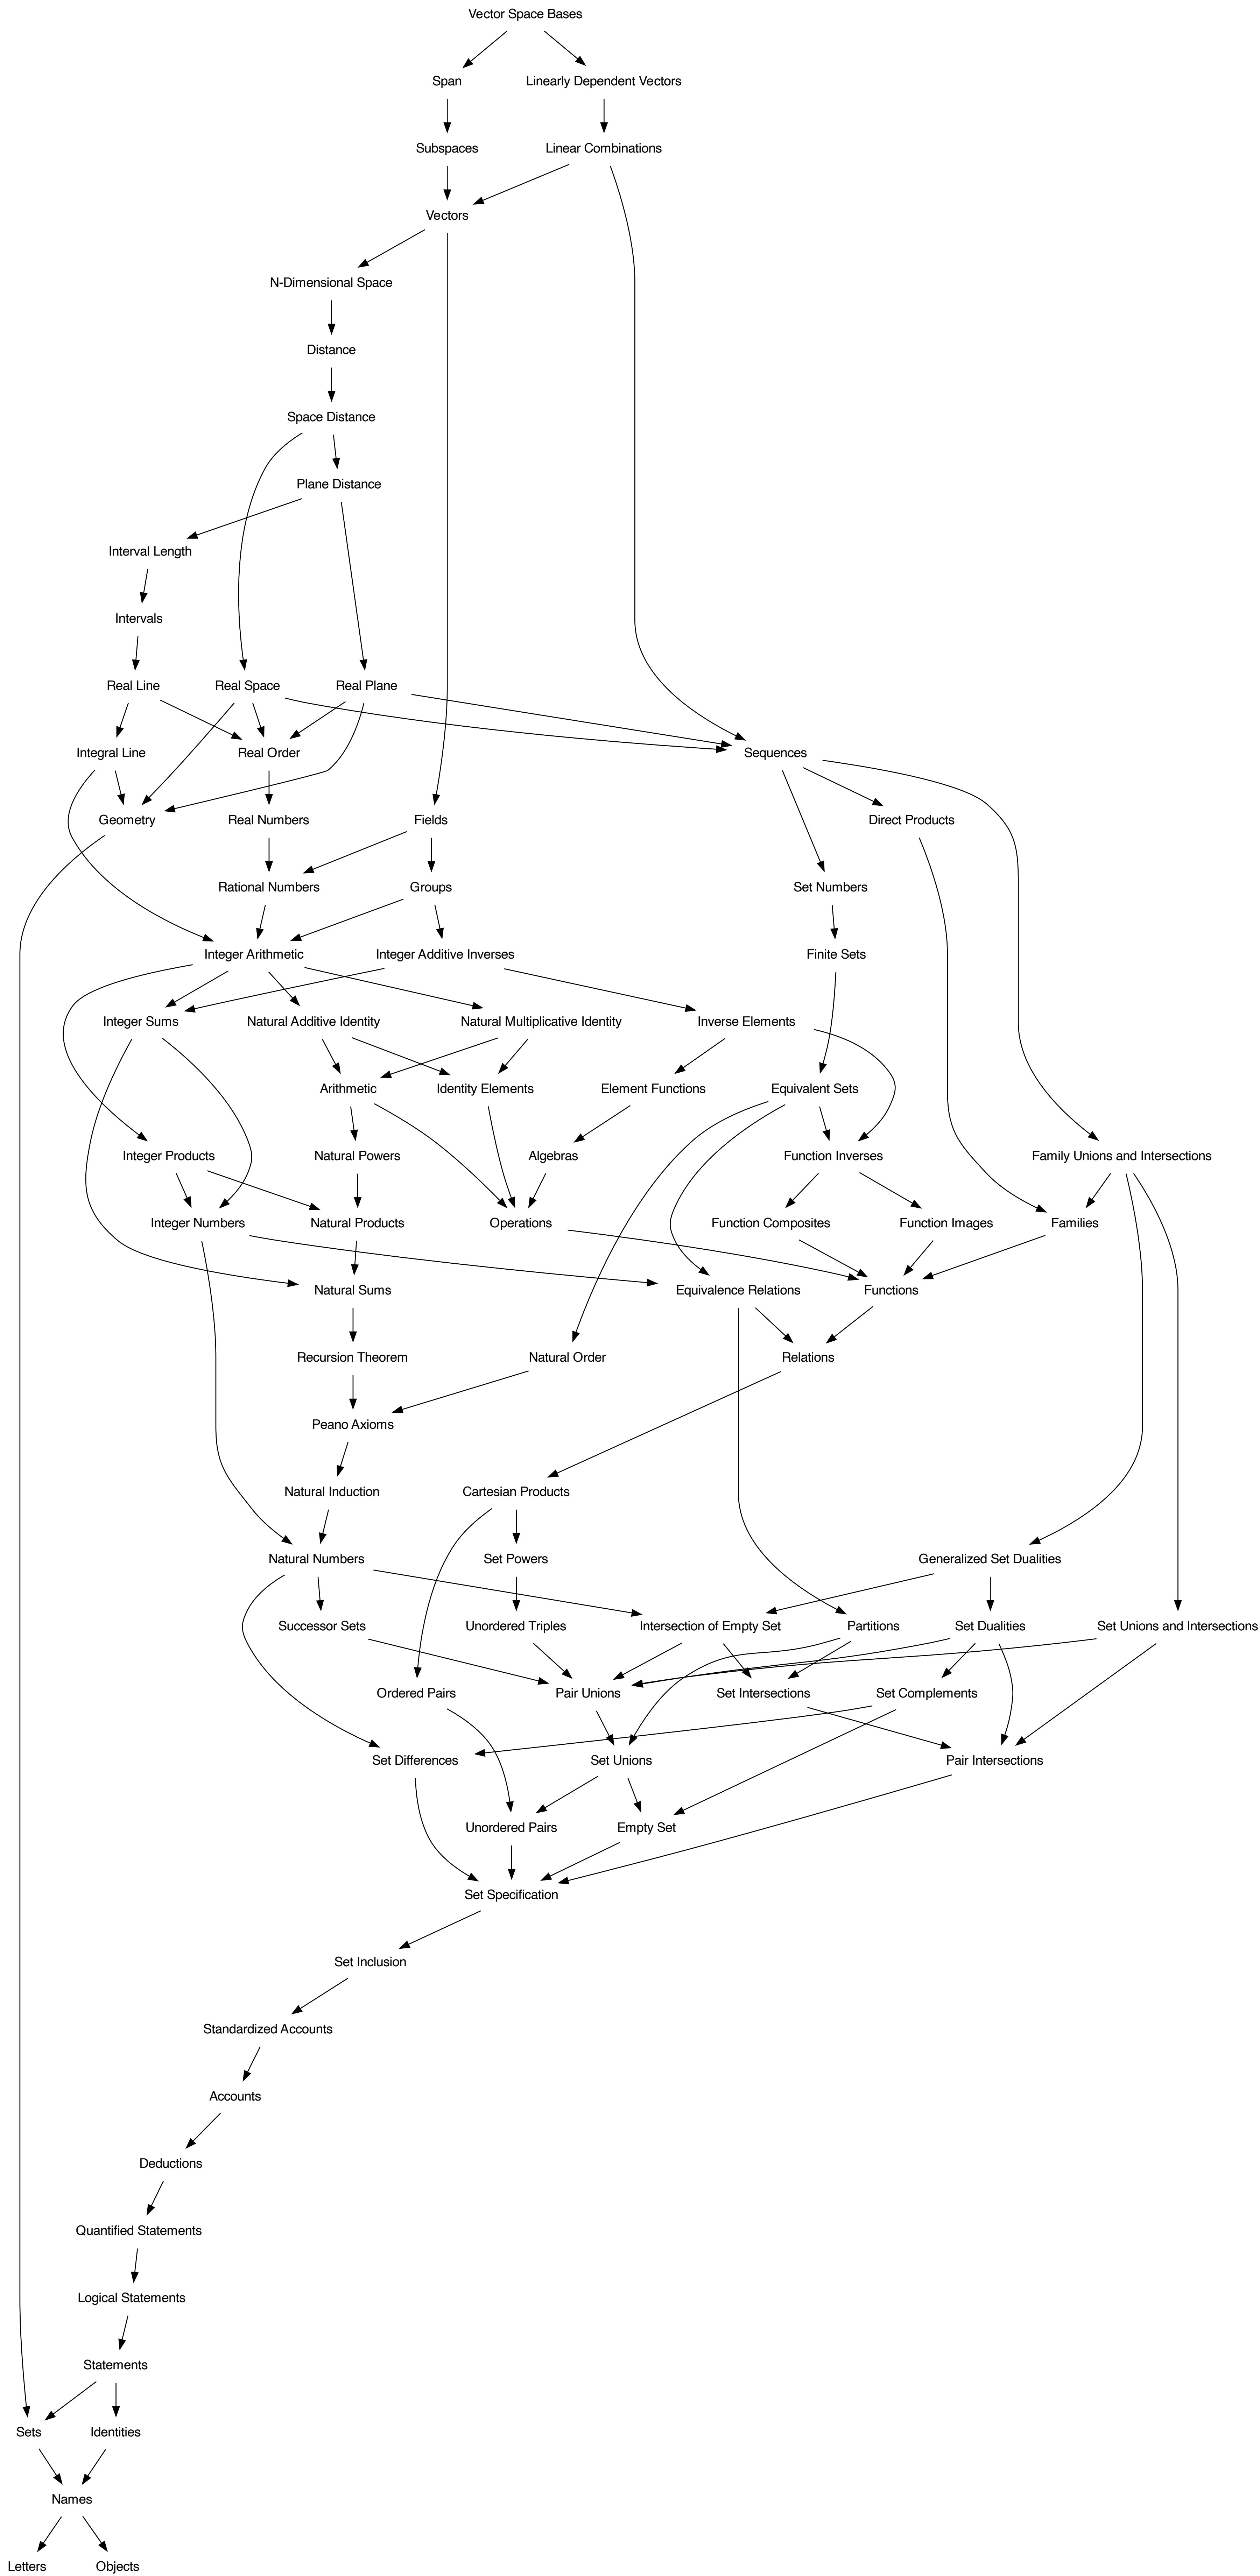 Vector Space Bases
Span
Linearly Dependent Vectors
Subspaces
Linear Combinations
Vectors
N-Dimensional Space
Distance
Space Distance
Plane Distance
Interval Length
Intervals
Real Line
Real Space
Real Plane
Integral Line
Real Order
Sequences
Geometry
Real Numbers
Fields
Direct Products
Rational Numbers
Groups
Set Numbers
Integer Arithmetic
Integer Additive Inverses
Finite Sets
Integer Sums
Natural Additive Identity
Natural Multiplicative Identity
Inverse Elements
Arithmetic
Identity Elements
Element Functions
Equivalent Sets
Integer Products
Natural Powers
Algebras
Function Inverses
Family Unions and Intersections
Integer Numbers
Natural Products
Operations
Function Composites
Function Images
Families
Natural Sums
Equivalence Relations
Functions
Recursion Theorem
Natural Order
Relations
Peano Axioms
Natural Induction
Cartesian Products
Natural Numbers
Set Powers
Generalized Set Dualities
Successor Sets
Unordered Triples
Intersection of Empty Set
Partitions
Set Dualities
Set Unions and Intersections
Ordered Pairs
Pair Unions
Set Intersections
Set Complements
Set Differences
Set Unions
Pair Intersections
Unordered Pairs
Empty Set
Set Specification
Set Inclusion
Standardized Accounts
Accounts
Deductions
Quantified Statements
Logical Statements
Statements
Sets
Identities
Names
Letters
Objects